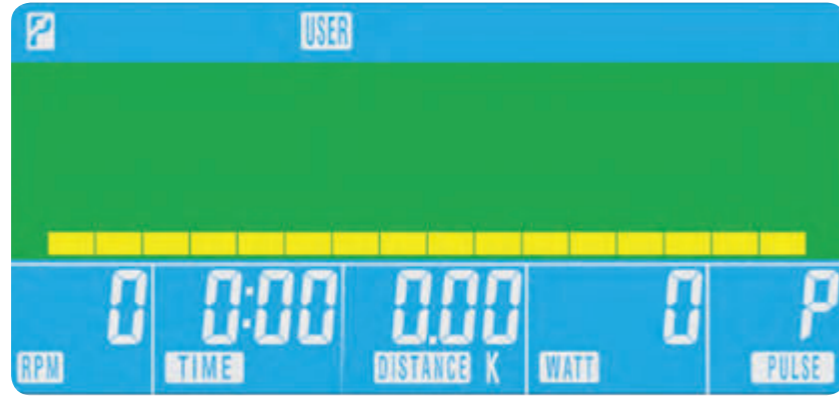 P USER
0 0:00 0.00 0 P
RPM TIME DISTANCE K WATT PULSE